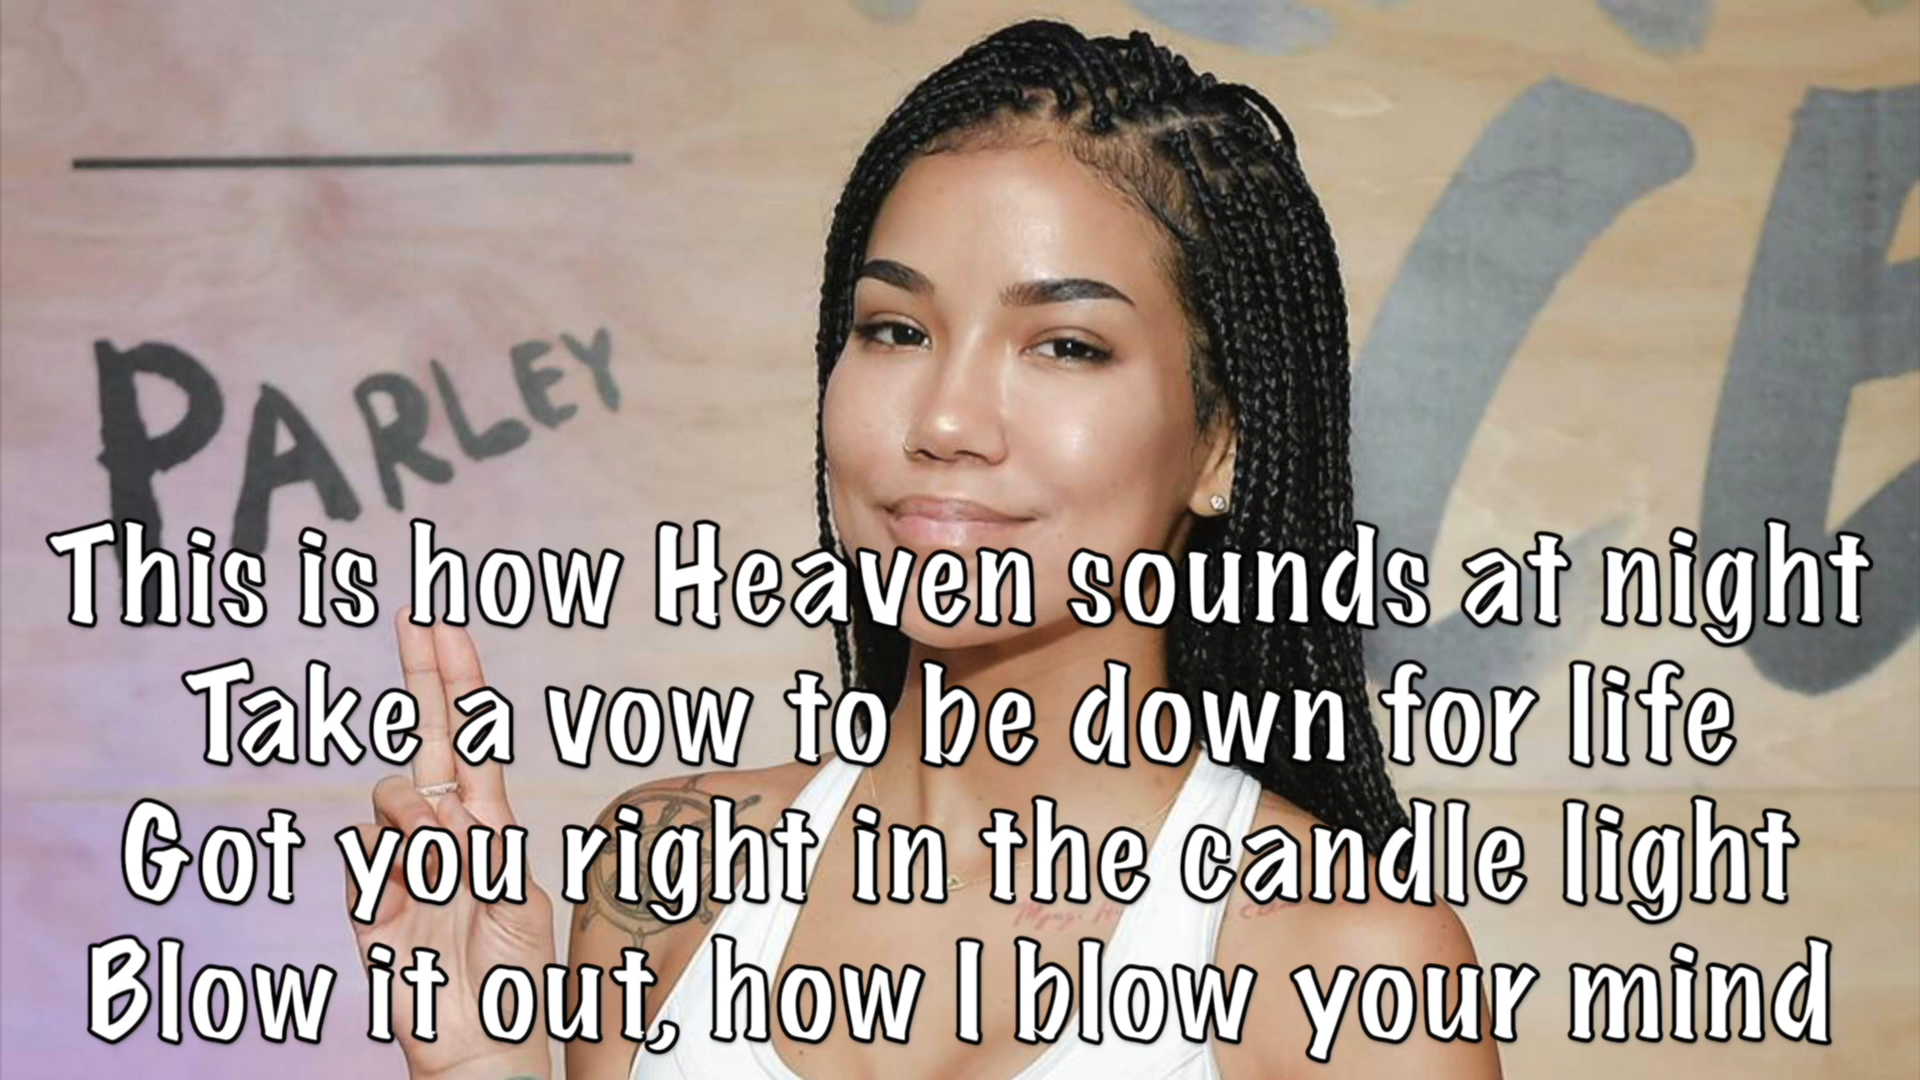 PARLEY
This is how Heaven sounds at night
Take a vow to be down for life
Got you right in the candle light
Blow it out, how I blow your mind